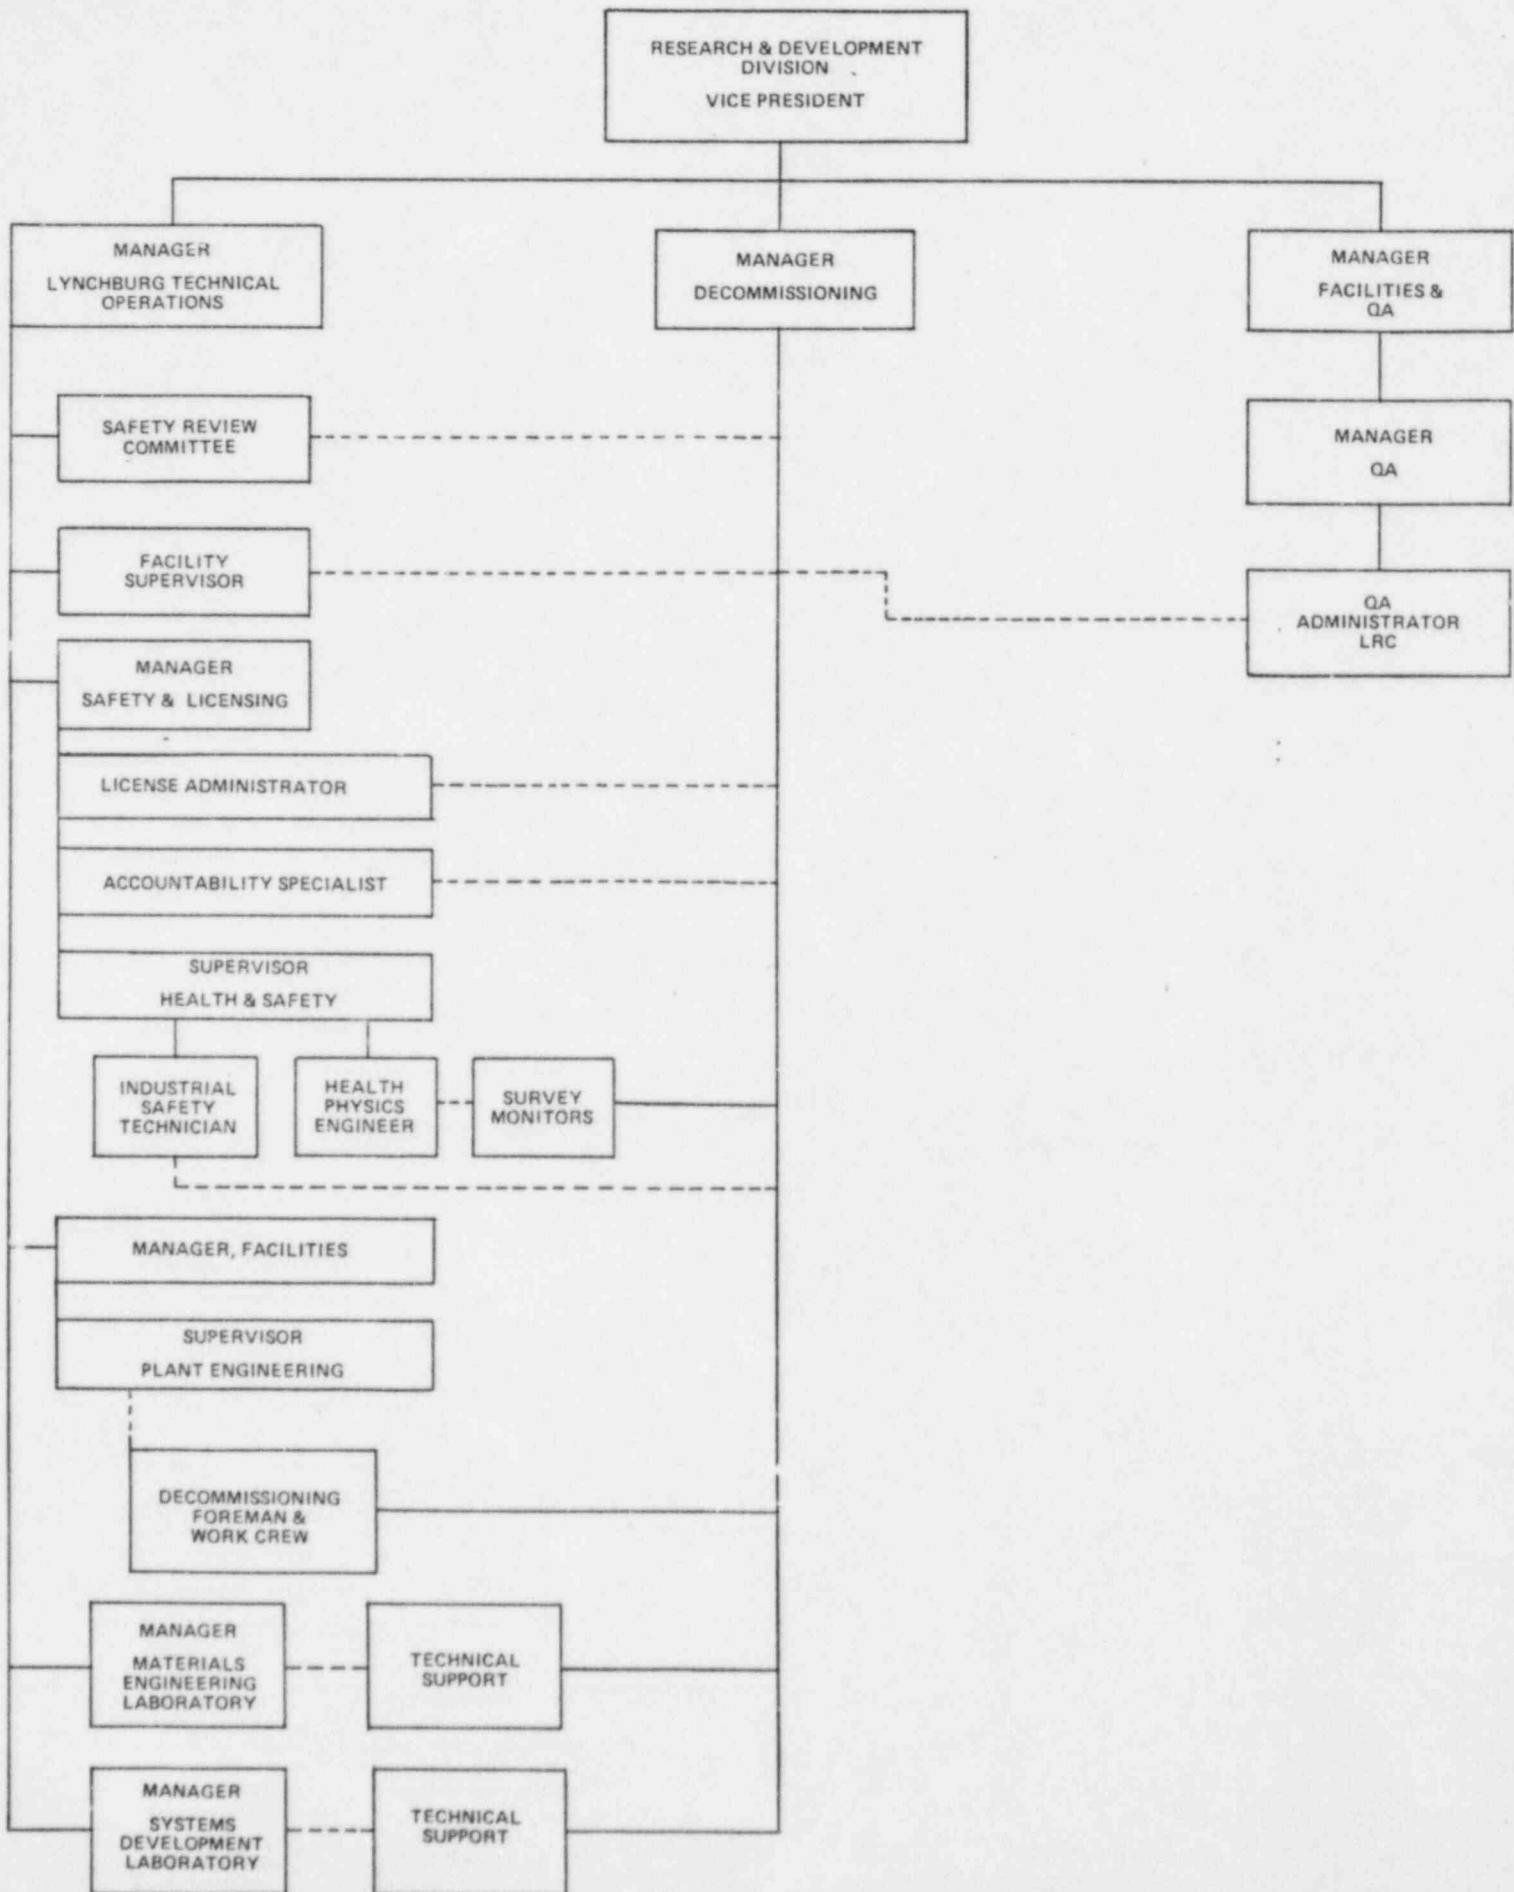 RESEARCH & DEVELOPMENT
DIVISION
VICE PRESIDENT
MANAGER
LYNCHBURG TECHNICAL
OPERATIONS
MANAGER
DECOMMISSIONING
MANAGER
FACILITIES &
QA
SAFETY REVIEW
COMMITTEE
MANAGER
QA
FACILITY
SUPERVISOR
QA
ADMINISTRATOR
LRC
MANAGER
SAFETY & LICENSING
LICENSE ADMINISTRATOR
ACCOUNTABILITY SPECIALIST
SUPERVISOR
HEALTH & SAFETY
INDUSTRIAL
SAFETY
TECHNICIAN
HEALTH
PHYSICS
ENGINEER
SURVEY
MONITORS
MANAGER, FACILITIES
SUPERVISOR
PLANT ENGINEERING
DECOMMISSIONING
FOREMAN &
WORK CREW
MANAGER
MATERIALS
ENGINEERING
LABORATORY
TECHNICAL
SUPPORT
MANAGER
SYSTEMS
DEVELOPMENT
LABORATORY
TECHNICAL
SUPPORT